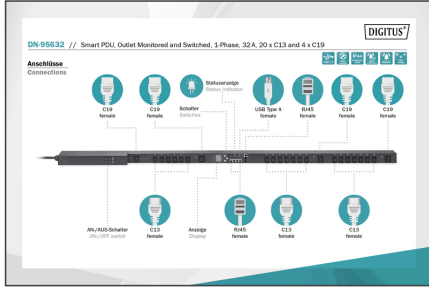 DIGITUS®
DN-95632 // Smart PDU, Outlet Monitored and Switched, 1-Phase, 32A, 20 x C13 and 4 x C19
Anschlüsse
Connections
C19
female
C19
female
Statusanzeige
Status indicator
Schalter
Switches
USB Type A
female
RJ45
female
C19
female
C19
female
AN-/AUS-Schalter
ON-/OFF switch
C13
female
Anzeige
Display
RJ45
female
C13
female
C13
female